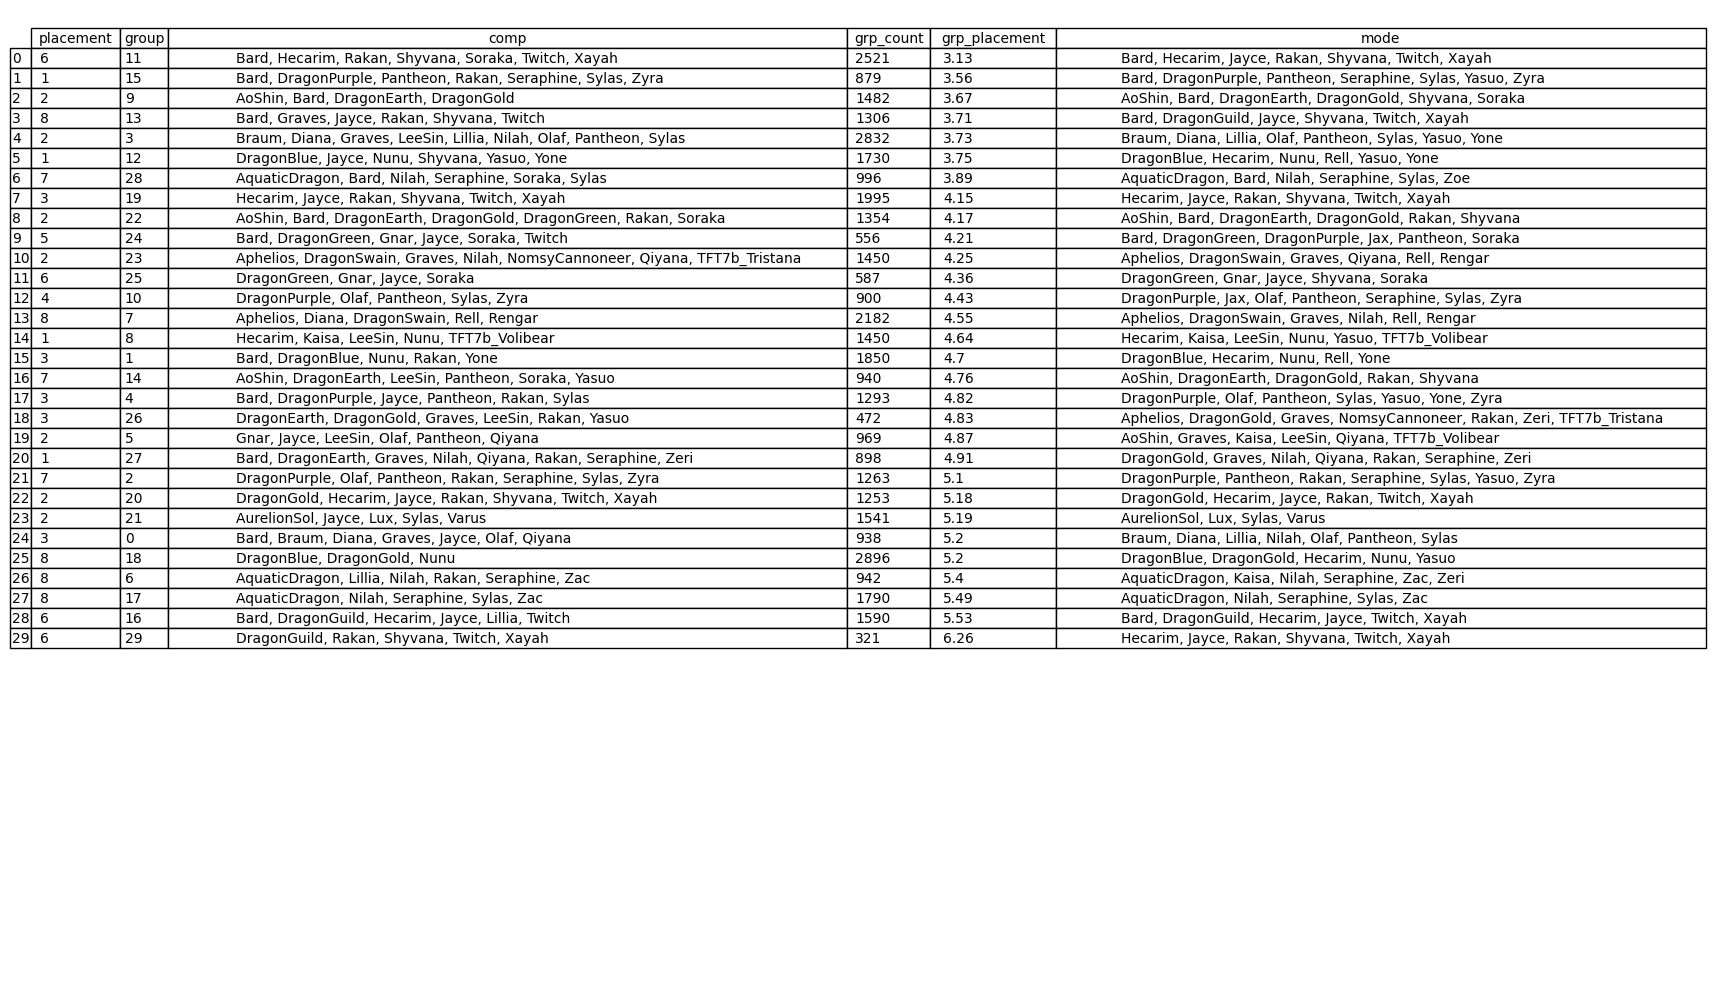 placement group comp grp_count grp_placement mode
0 6 11 Bard, Hecarim, Rakan, Shyvana, Soraka, Twitch, Xayah 2521 3.13 Bard, Hecarim, Jayce, Rakan, Shyvana, Twitch, Xayah
1 1 15 Bard, DragonPurple, Pantheon, Rakan, Seraphine, Sylas, Zyra 879 3.56 Bard, DragonPurple, Pantheon, Seraphine, Sylas, Yasuo, Zyra
2 2 9 AoShin, Bard, DragonEarth, DragonGold 1482 3.67 AoShin, Bard, DragonEarth, DragonGold, Shyvana, Soraka
3 8 13 Bard, Graves, Jayce, Rakan, Shyvana, Twitch 1306 3.71 Bard, DragonGuild, Jayce, Shyvana, Twitch, Xayah
4 2 3 Braum, Diana, Graves, LeeSin, Lillia, Nilah, Olaf, Pantheon, Sylas 2832 3.73 Braum, Diana, Lillia, Olaf, Pantheon, Sylas, Yasuo, Yone
5 1 12 DragonBlue, Jayce, Nunu, Shyvana, Yasuo, Yone 1730 3.75 DragonBlue, Hecarim, Nunu, Rell, Yasuo, Yone
6 7 28 AquaticDragon, Bard, Nilah, Seraphine, Soraka, Sylas 996 3.89 AquaticDragon, Bard, Nilah, Seraphine, Sylas, Zoe
7 3 19 Hecarim, Jayce, Rakan, Shyvana, Twitch, Xayah 1995 4.15 Hecarim, Jayce, Rakan, Shyvana, Twitch, Xayah
8 2 22 AoShin, Bard, DragonEarth, DragonGold, DragonGreen, Rakan, Soraka 1354 4.17 AoShin, Bard, DragonEarth, DragonGold, Rakan, Shyvana
9 5 24 Bard, DragonGreen, Gnar, Jayce, Soraka, Twitch 556 4.21 Bard, DragonGreen, DragonPurple, Jax, Pantheon, Soraka
10 2 23 Aphelios, DragonSwain, Graves, Nilah, NomsyCannoneer, Qiyana, TFT7b_Tristana 1450 4.25 Aphelios, DragonSwain, Graves, Qiyana, Rell, Rengar
11 6 25 DragonGreen, Gnar, Jayce, Soraka 587 4.36 DragonGreen, Gnar, Jayce, Shyvana, Soraka
12 4 10 DragonPurple, Olaf, Pantheon, Sylas, Zyra 900 4.43 DragonPurple, Jax, Olaf, Pantheon, Seraphine, Sylas, Zyra
13 8 7 Aphelios, Diana, DragonSwain, Rell, Rengar 2182 4.55 Aphelios, DragonSwain, Graves, Nilah, Rell, Rengar
14 1 8 Hecarim, Kaisa, LeeSin, Nunu, TFT7b_Volibear 1450 4.64 Hecarim, Kaisa, LeeSin, Nunu, Yasuo, TFT7b_Volibear
15 3 1 Bard, DragonBlue, Nunu, Rakan, Yone 1850 4.7 DragonBlue, Hecarim, Nunu, Rell, Yone
16 7 14 AoShin, DragonEarth, LeeSin, Pantheon, Soraka, Yasuo 940 4.76 AoShin, DragonEarth, DragonGold, Rakan, Shyvana
17 3 4 Bard, DragonPurple, Jayce, Pantheon, Rakan, Sylas 1293 4.82 DragonPurple, Olaf, Pantheon, Sylas, Yasuo, Yone, Zyra
18 3 26 DragonEarth, DragonGold, Graves, LeeSin, Rakan, Yasuo 472 4.83 Aphelios, DragonGold, Graves, NomsyCannoneer, Rakan, Zeri, TFT7b_Tristana
19 2 5 Gnar, Jayce, LeeSin, Olaf, Pantheon, Qiyana 969 4.87 AoShin, Graves, Kaisa, LeeSin, Qiyana, TFT7b_Volibear
20 1 27 Bard, DragonEarth, Graves, Nilah, Qiyana, Rakan, Seraphine, Zeri 898 4.91 DragonGold, Graves, Nilah, Qiyana, Rakan, Seraphine, Zeri
21 7 2 DragonPurple, Olaf, Pantheon, Rakan, Seraphine, Sylas, Zyra 1263 5.1 DragonPurple, Pantheon, Rakan, Seraphine, Sylas, Yasuo, Zyra
22 2 20 DragonGold, Hecarim, Jayce, Rakan, Shyvana, Twitch, Xayah 1253 5.18 DragonGold, Hecarim, Jayce, Rakan, Twitch, Xayah
23 2 21 AurelionSol, Jayce, Lux, Sylas, Varus 1541 5.19 AurelionSol, Lux, Sylas, Varus
24 3 0 Bard, Braum, Diana, Graves, Jayce, Olaf, Qiyana 938 5.2 Braum, Diana, Lillia, Nilah, Olaf, Pantheon, Sylas
25 8 18 DragonBlue, DragonGold, Nunu 2896 5.2 DragonBlue, DragonGold, Hecarim, Nunu, Yasuo
26 8 6 AquaticDragon, Lillia, Nilah, Rakan, Seraphine, Zac 942 5.4 AquaticDragon, Kaisa, Nilah, Seraphine, Zac, Zeri
27 8 17 AquaticDragon, Nilah, Seraphine, Sylas, Zac 1790 5.49 AquaticDragon, Nilah, Seraphine, Sylas, Zac
28 6 16 Bard, DragonGuild, Hecarim, Jayce, Lillia, Twitch 1590 5.53 Bard, DragonGuild, Hecarim, Jayce, Twitch, Xayah
29 6 29 DragonGuild, Rakan, Shyvana, Twitch, Xayah 321 6.26 Hecarim, Jayce, Rakan, Shyvana, Twitch, Xayah